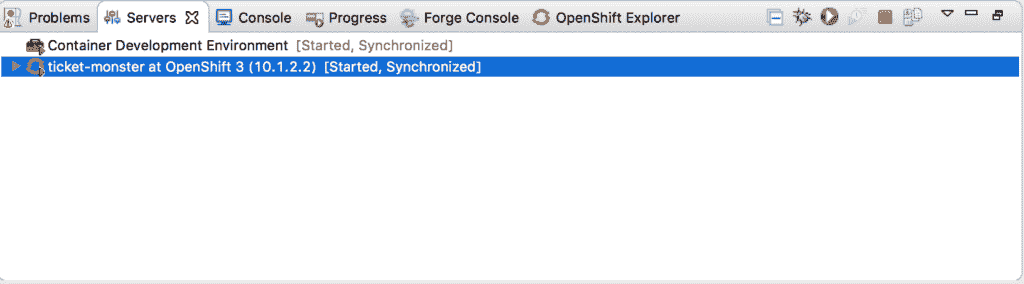 Problems Servers Console Progress Forge Console OpenShift Explorer
Container Development Environment [Started, Synchronized]
ticket-monster at OpenShift 3 (10.1.2.2) [Started, Synchronized]